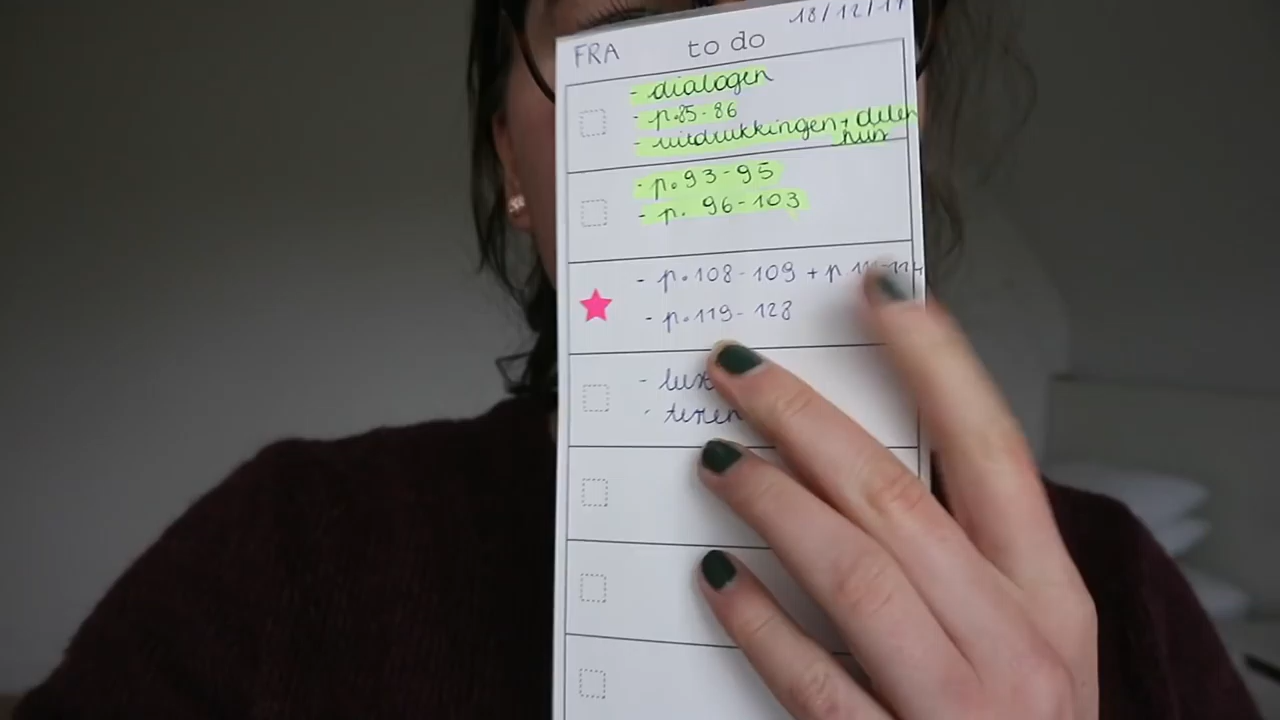 18/12/17
FRA to do
- dialogen
- p.85-86
- uitdrukkingen + delen
huis
- p.93-95
- p. 96-103
- p.108-109 + p.
- p.119-128
-
- teksten